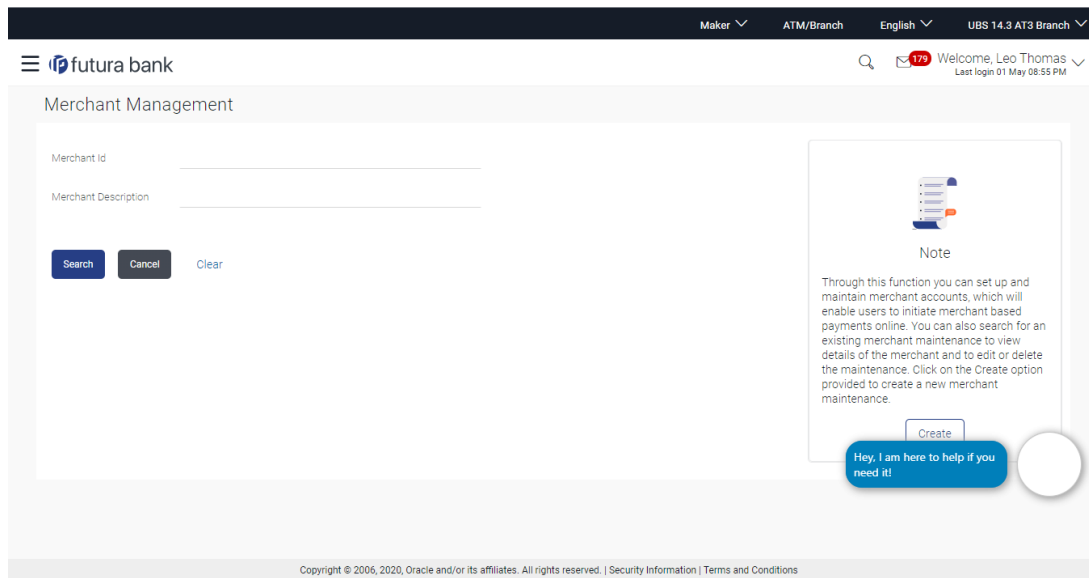 Maker ATM/Branch English UBS 14.3 AT3 Branch
futura bank 179 Welcome, Leo Thomas
Last login 01 May 08:55 PM
Merchant Management
Merchant Id
Merchant Description
Search Cancel Clear
Note
Through this function you can set up and
maintain merchant accounts, which will
enable users to initiate merchant based
payments online. You can also search for an
existing merchant maintenance to view
details of the merchant and to edit or delete
the maintenance. Click on the Create option
provided to create a new merchant
maintenance.
Create
Hey, I am here to help if you
need it!
Copyright © 2006, 2020, Oracle and/or its affiliates. All rights reserved. | Security Information | Terms and Conditions